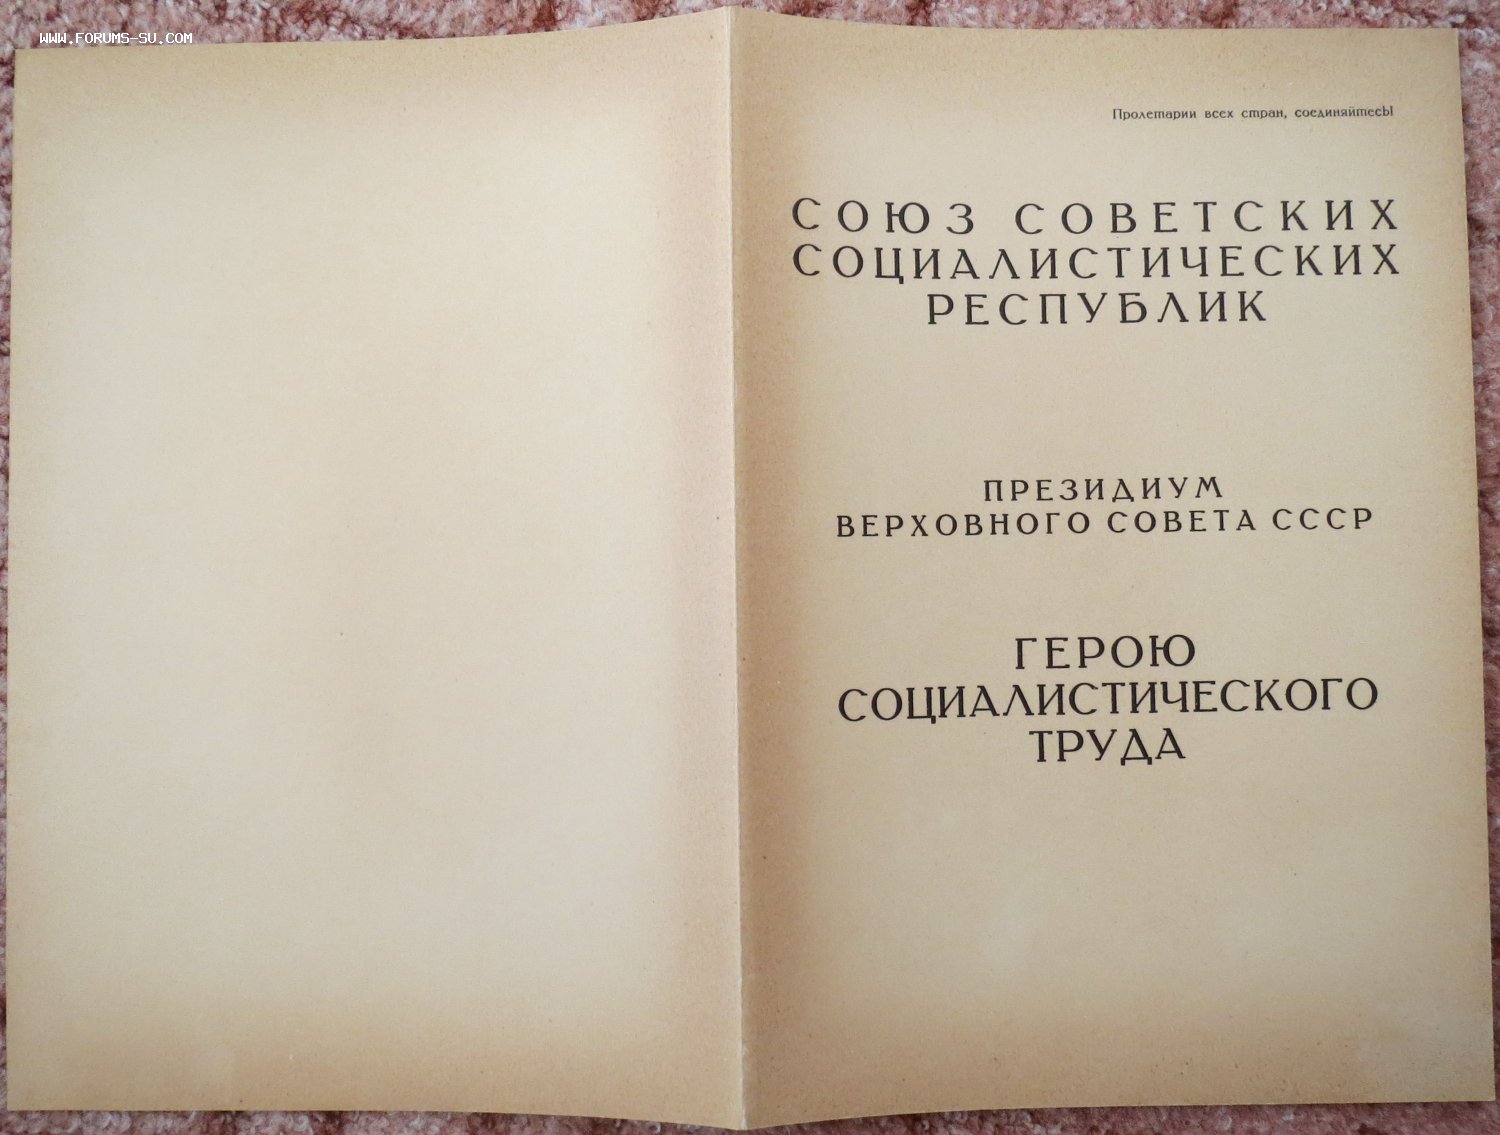 www.forums-su.com
Пролетарии всех стран, соединяйтесь!
СОЮЗ СОВЕТСКИХ
СОЦИАЛИСТИЧЕСКИХ
РЕСПУБЛИК
ПРЕЗИДИУМ
ВЕРХОВНОГО СОВЕТА СССР
ГЕРОЮ
СОЦИАЛИСТИЧЕСКОГО
ТРУДА